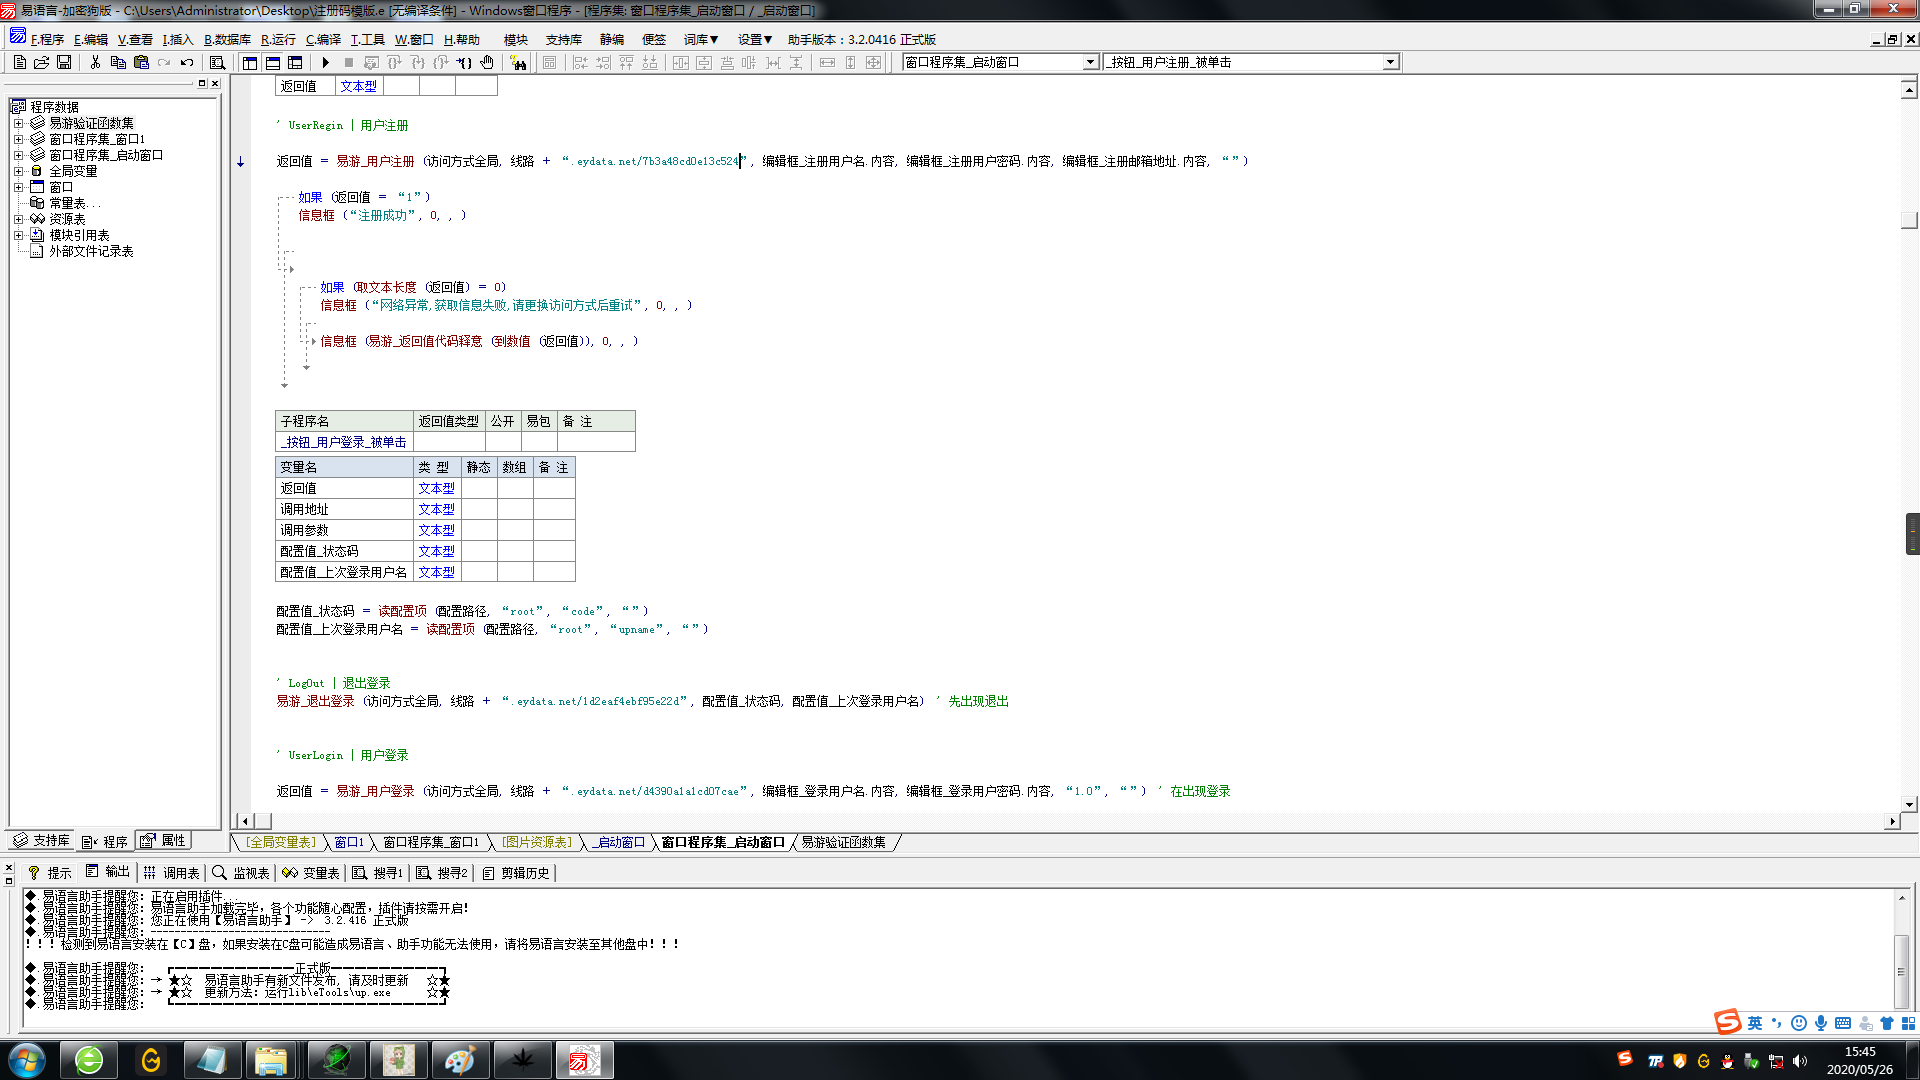 易语言-加密狗版 - C:\Users\Administrator\Desktop\注册码模版.e [无编译条件] - Windows窗口程序 - [程序集: 窗口程序集_启动窗口 / _启动窗口]
F.程序 E.编辑 V.查看 I.插入 B.数据库 R.运行 C.编译 T.工具 W.窗口 H.帮助 模块 支持库 静编 便签 词库▼ 设置▼ 助手版本：3.2.0416 正式版
窗口程序集_启动窗口 _按钮_用户注册_被单击
程序数据
易游验证函数集
窗口程序集_窗口1
窗口程序集_启动窗口
全局变量
窗口
常量表...
资源表
模块引用表
外部文件记录表
支持库 程序 属性
返回值 文本型
' UserRegin | 用户注册
返回值 ＝ 易游_用户注册 (访问方式全局, 线路 ＋ “.eydata.net/7b3a48cd0e13c524”, 编辑框_注册用户名.内容, 编辑框_注册用户密码.内容, 编辑框_注册邮箱地址.内容, “”)
如果 (返回值 ＝ “1”)
信息框 (“注册成功”, 0, , )
如果 (取文本长度 (返回值) ＝ 0)
信息框 (“网络异常,获取信息失败,请更换访问方式后重试”, 0, , )
信息框 (易游_返回值代码释意 (到数值 (返回值)), 0, , )
子程序名 返回值类型 公开 易包 备 注
_按钮_用户登录_被单击
变量名 类 型 静态 数组 备 注
返回值 文本型
调用地址 文本型
调用参数 文本型
配置值_状态码 文本型
配置值_上次登录用户名 文本型
配置值_状态码 ＝ 读配置项 (配置路径, “root”, “code”, “”)
配置值_上次登录用户名 ＝ 读配置项 (配置路径, “root”, “upname”, “”)
' LogOut | 退出登录
易游_退出登录 (访问方式全局, 线路 ＋ “.eydata.net/1d2eaf4ebf95e22d”, 配置值_状态码, 配置值_上次登录用户名) ' 先出现退出
' UserLogin | 用户登录
返回值 ＝ 易游_用户登录 (访问方式全局, 线路 ＋ “.eydata.net/d4390a1a1cd07cae”, 编辑框_登录用户名.内容, 编辑框_登录用户密码.内容, “1.0”, “”) ' 在出现登录
[全局变量表] 窗口1 窗口程序集_窗口1 [图片资源表] _启动窗口 窗口程序集_启动窗口 易游验证函数集
提示 输出 调用表 监视表 变量表 搜寻1 搜寻2 剪辑历史
◆.易语言助手提醒您：正在启用插件...
◆.易语言助手提醒您：易语言助手加载完毕，各个功能随心配置，插件请按需开启！
◆.易语言助手提醒您：您正在使用【易语言助手】 -> 3.2.416 正式版
◆.易语言助手提醒您：------------------------------
！！！检测到易语言安装在【C】盘，如果安装在C盘可能造成易语言、助手功能无法使用，请将易语言安装至其他盘中！！！
◆.易语言助手提醒您： ┏━━━━━━━━━━正式版━━━━━━━━━┓
◆.易语言助手提醒您：→ ★☆ 易语言助手有新文件发布，请及时更新 ☆★
◆.易语言助手提醒您：→ ★☆ 更新方法：运行lib\eTools\up.exe ☆★
◆.易语言助手提醒您： ┗━━━━━━━━━━━━━━━━━━━━━━┛
英
15:45
2020/05/26